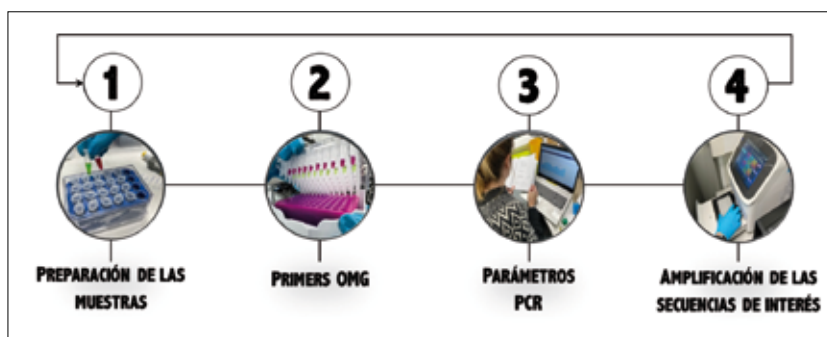 1
2
3
4
PREPARACIÓN DE LAS
MUESTRAS
PRIMERS OMG
PARÁMETROS
PCR
AMPLIFICACIÓN DE LAS
SECUENCIAS DE INTERÉS